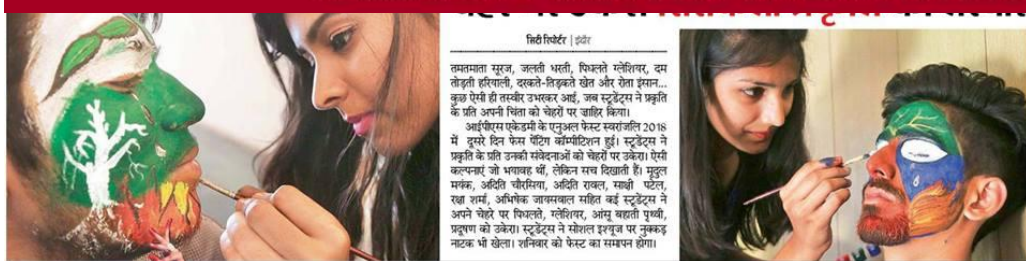 सिटी रिपोर्टर | इंदौर
तमतमाता सूरज, जलती धरती, पिघलते ग्लेशियर, दम
तोड़ती हरियाली, दरकते-तिड़कते खेत और रोता इंसान...
कुछ ऐसी ही तस्वीर उभरकर आई, जब स्टूडेंट्स ने प्रकृति
के प्रति अपनी चिंता को चेहरों पर ज़ाहिर किया।
आईपीएस एकेडमी के एनुअल फेस्ट स्वरांजलि 2018
में दूसरे दिन फेस पेंटिंग कॉम्पीटिशन हुई। स्टूडेंट्स ने
प्रकृति के प्रति उनकी संवेदनाओं को चेहरों पर उकेरा। ऐसी
कल्पनाएं जो भयावह थीं, लेकिन सच दिखाती हैं। मृदुल
मयंक, अदिति चौरसिया, अदिति रावल, साक्षी पटेल,
रक्षा शर्मा, अभिषेक जायसवाल सहित कई स्टूडेंट्स ने
अपने चेहरे पर पिघलते, ग्लेशियर, आंसू बहाती पृथ्वी,
प्रदूषण को उकेरा। स्टूडेंट्स ने सोशल इश्यूज पर नुक्कड़
नाटक भी खेला। शनिवार को फेस्ट का समापन होगा।